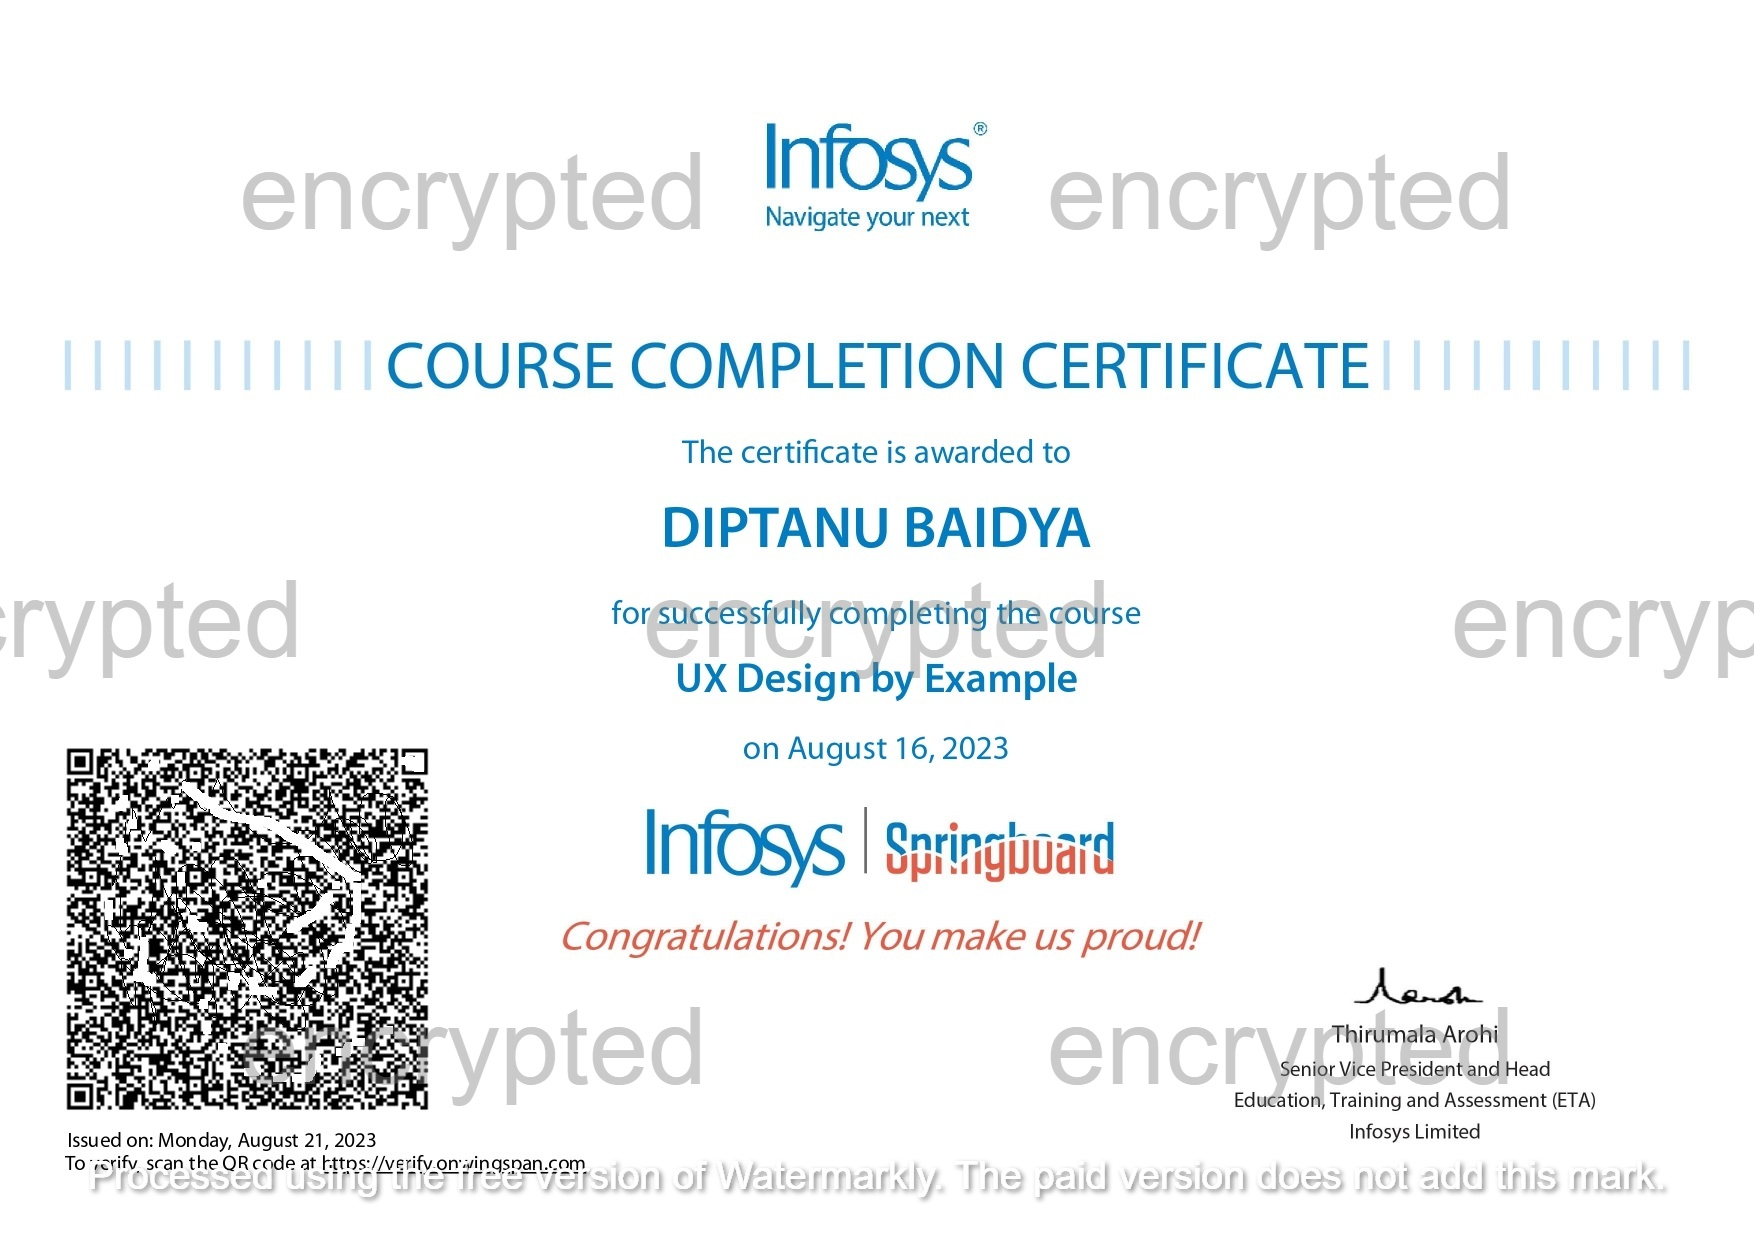 Infosys®
Navigate your next
encrypted encrypted
COURSE COMPLETION CERTIFICATE
The certificate is awarded to
DIPTANU BAIDYA
for successfully completing the course
crypted encrypted encryp
UX Design by Example
on August 16, 2023
Infosys | Springboard
Congratulations! You make us proud!
encrypted encrypted
Thirumala Arohi
Senior Vice President and Head
Education, Training and Assessment (ETA)
Infosys Limited
Issued on: Monday, August 21, 2023
To verify, scan the QR code at https://verify.onwingspan.com
Processed using the free version of Watermarkly. The paid version does not add this mark.